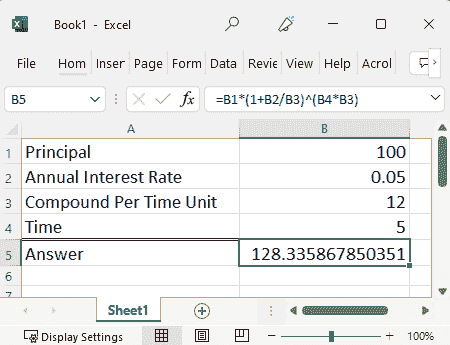 Book1 - Excel
File Hom Inser Page Form Data Revi View Help Acrol
B5 fx =B1*(1+B2/B3)^(B4*B3)
A B
1 Principal 100
2 Annual Interest Rate 0.05
3 Compound Per Time Unit 12
4 Time 5
5 Answer 128.335867850351
6
7
Sheet1
Display Settings 100%